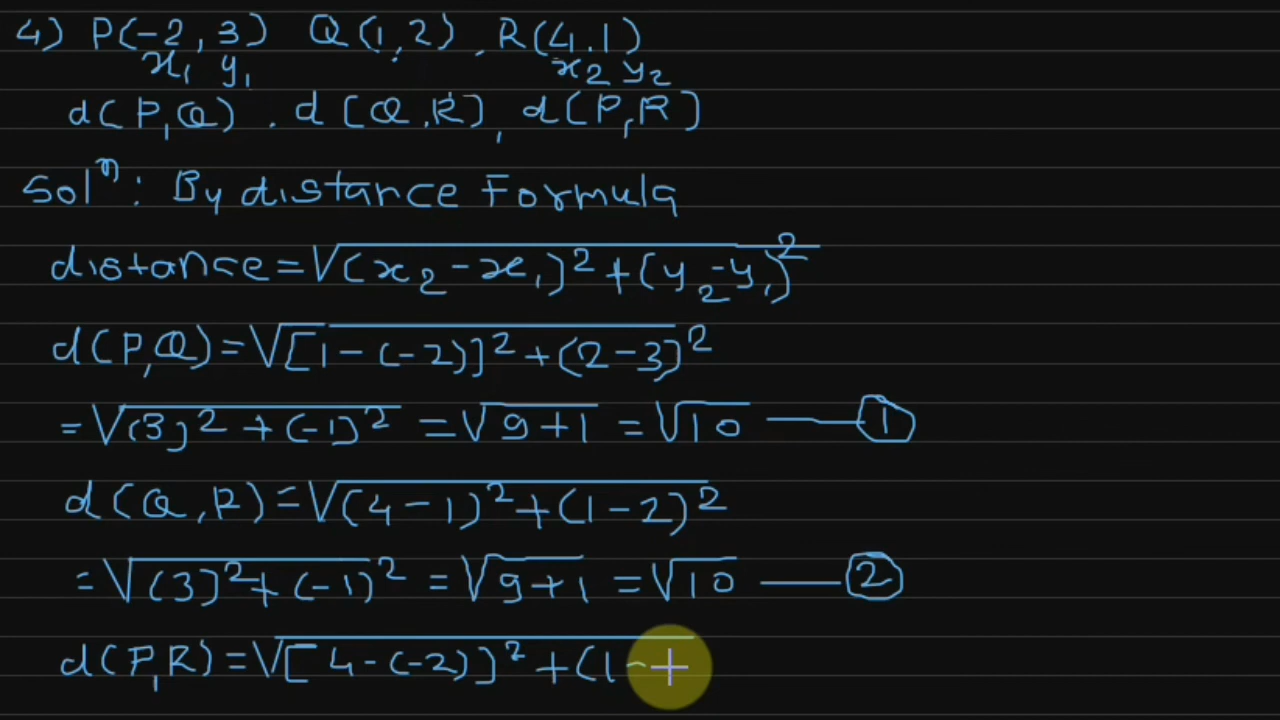 4) P(-2, 3) Q(1, 2), R(4, 1)
x₁ y₁ x₂ y₂
d(P, Q), d(Q, R), d(P, R)
Solⁿ: By distance Formula
distance = √(x₂ - x₁)² + (y₂ - y₁)²
d(P, Q) = √[1 - (-2)]² + (2 - 3)²
= √(3)² + (-1)² = √9 + 1 = √10 —— ①
d(Q, R) = √(4 - 1)² + (1 - 2)²
= √(3)² + (-1)² = √9 + 1 = √10 —— ②
d(P, R) = √[4 - (-2)]² + (1 -